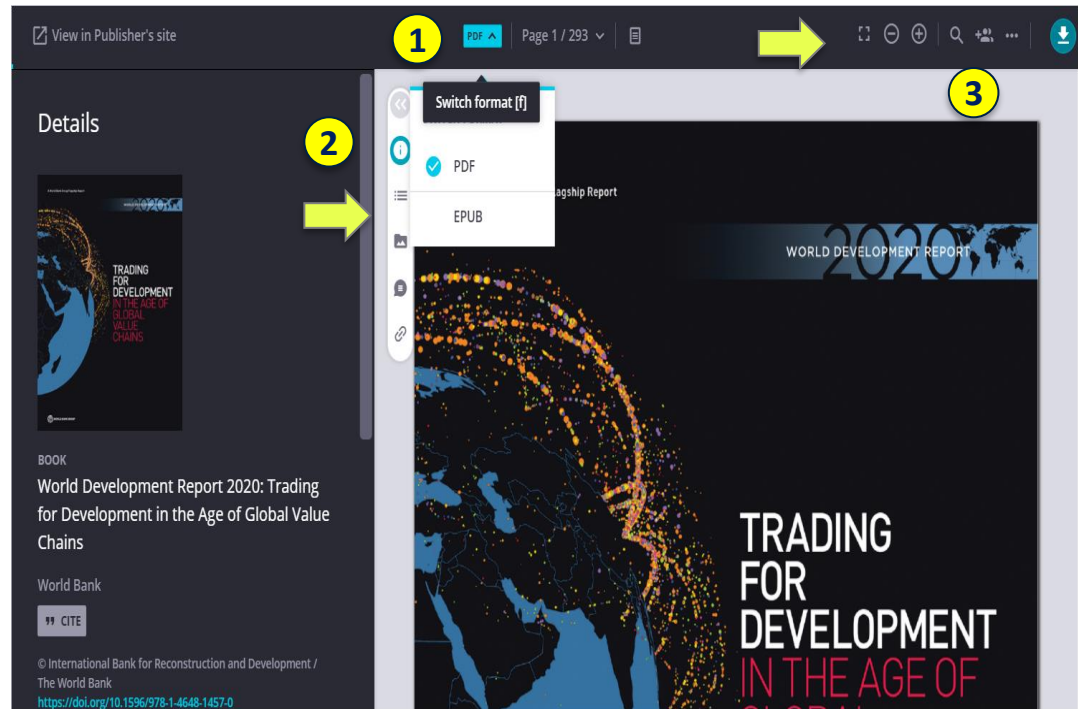 View in Publisher's site
1
PDF
Page 1 / 293
Switch format [f]
3
Details
2
PDF
EPUB
agship Report
2020
WORLD DEVELOPMENT REPORT
2020
TRADING
FOR
DEVELOPMENT
IN THE AGE OF
GLOBAL
VALUE
CHAINS
BOOK
World Development Report 2020: Trading
for Development in the Age of Global Value
Chains
World Bank
CITE
© International Bank for Reconstruction and Development /
The World Bank
https://doi.org/10.1596/978-1-4648-1457-0
TRADING
FOR
DEVELOPMENT
IN THE AGE OF
GLOBAL